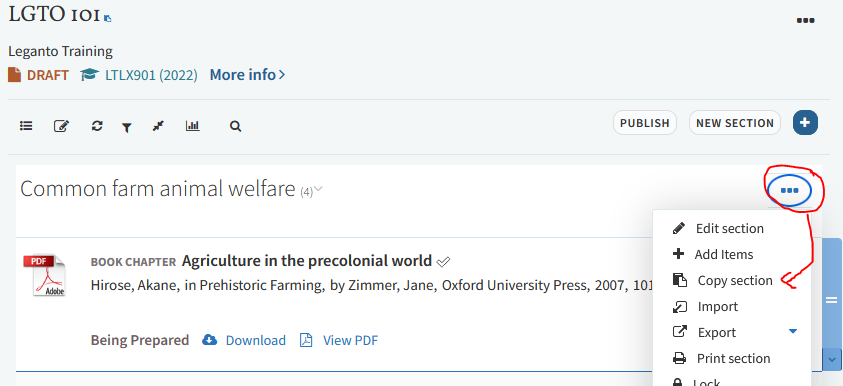 LGTO 101
Leganto Training
DRAFT LTLX901 (2022) More info
PUBLISH NEW SECTION
Common farm animal welfare (4)
Edit section
Add Items
PDF BOOK CHAPTER Agriculture in the precolonial world
Copy section
Adobe Hirose, Akane, in Prehistoric Farming, by Zimmer, Jane, Oxford University Press, 2007, 101
Import
Being Prepared Download View PDF
Export
Print section
Lock